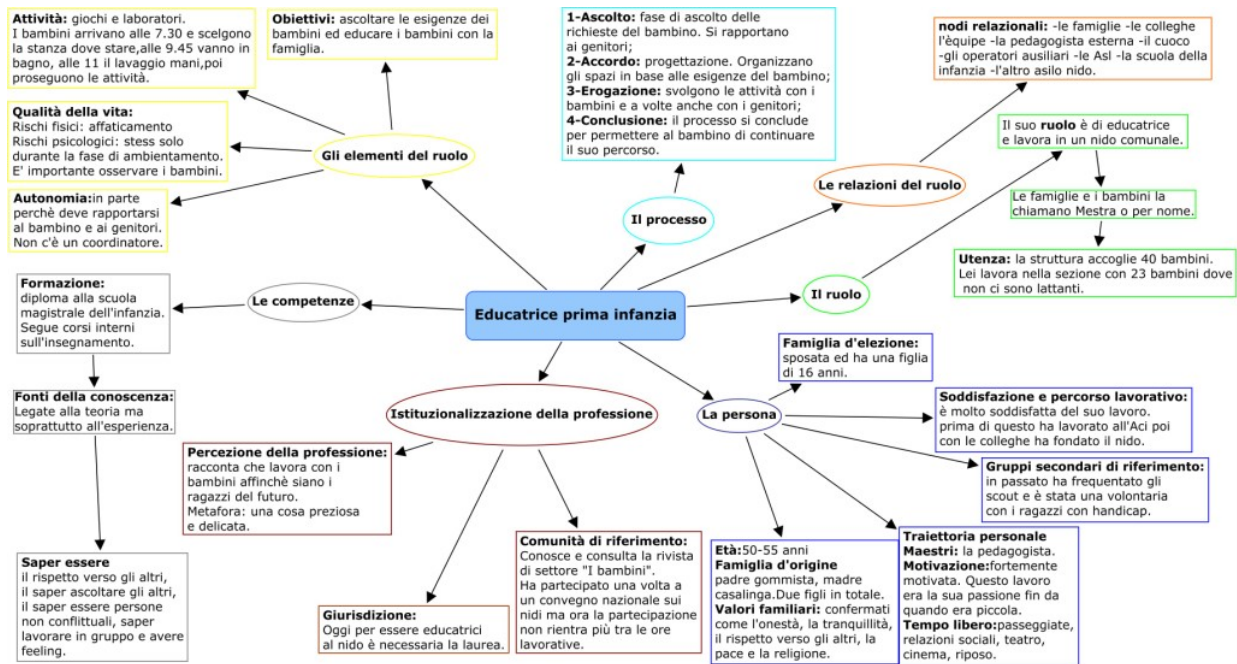 Attività: giochi e laboratori.
I bambini arrivano alle 7.30 e scelgono
la stanza dove stare,alle 9.45 vanno in
bagno, alle 11 il lavaggio mani,poi
proseguono le attività.
Obiettivi: ascoltare le esigenze dei
bambini ed educare i bambini con la
famiglia.
1-Ascolto: fase di ascolto delle
richieste del bambino. Si rapportano
ai genitori;
2-Accordo: progettazione. Organizzano
gli spazi in base alle esigenze del bambino;
3-Erogazione: svolgono le attività con i
bambini e a volte anche con i genitori;
4-Conclusione: il processo si conclude
per permettere al bambino di continuare
il suo percorso.
nodi relazionali: -le famiglie -le colleghe
l'èquipe -la pedagogista esterna -il cuoco
-gli operatori ausiliari -le Asl -la scuola della
infanzia -l'altro asilo nido.
Qualità della vita:
Rischi fisici: affaticamento
Rischi psicologici: stess solo
durante la fase di ambientamento.
E' importante osservare i bambini.
Gli elementi del ruolo
Il suo ruolo è di educatrice
e lavora in un nido comunale.
Le relazioni del ruolo
Autonomia:in parte
perchè deve rapportarsi
al bambino e ai genitori.
Non c'è un coordinatore.
Il processo
Le famiglie e i bambini la
chiamano Mestra o per nome.
Utenza: la struttura accoglie 40 bambini.
Lei lavora nella sezione con 23 bambini dove
non ci sono lattanti.
Formazione:
diploma alla scuola
magistrale dell'infanzia.
Segue corsi interni
sull'insegnamento.
Le competenze
Educatrice prima infanzia
Il ruolo
Famiglia d'elezione:
sposata ed ha una figlia
di 16 anni.
Fonti della conoscenza:
Legate alla teoria ma
soprattutto all'esperienza.
Istituzionalizzazione della professione
La persona
Soddisfazione e percorso lavorativo:
è molto soddisfatta del suo lavoro.
prima di questo ha lavorato all'Aci poi
con le colleghe ha fondato il nido.
Percezione della professione:
racconta che lavora con i
bambini affinchè siano i
ragazzi del futuro.
Metafora: una cosa preziosa
e delicata.
Gruppi secondari di riferimento:
in passato ha frequentato gli
scout e è stata una volontaria
con i ragazzi con handicap.
Saper essere
il rispetto verso gli altri,
il saper ascoltare gli altri,
il saper essere persone
non conflittuali, saper
lavorare in gruppo e avere
feeling.
Giurisdizione:
Oggi per essere educatrici
al nido è necessaria la laurea.
Comunità di riferimento:
Conosce e consulta la rivista
di settore "I bambini".
Ha partecipato una volta a
un convegno nazionale sui
nidi ma ora la partecipazione
non rientra più tra le ore
lavorative.
Età:50-55 anni
Famiglia d'origine
padre gommista, madre
casalinga.Due figli in totale.
Valori familiari: confermati
come l'onestà, la tranquillità,
il rispetto verso gli altri, la
pace e la religione.
Traiettoria personale
Maestri: la pedagogista.
Motivazione:fortemente
motivata. Questo lavoro
era la sua passione fin da
quando era piccola.
Tempo libero:passeggiate,
relazioni sociali, teatro,
cinema, riposo.